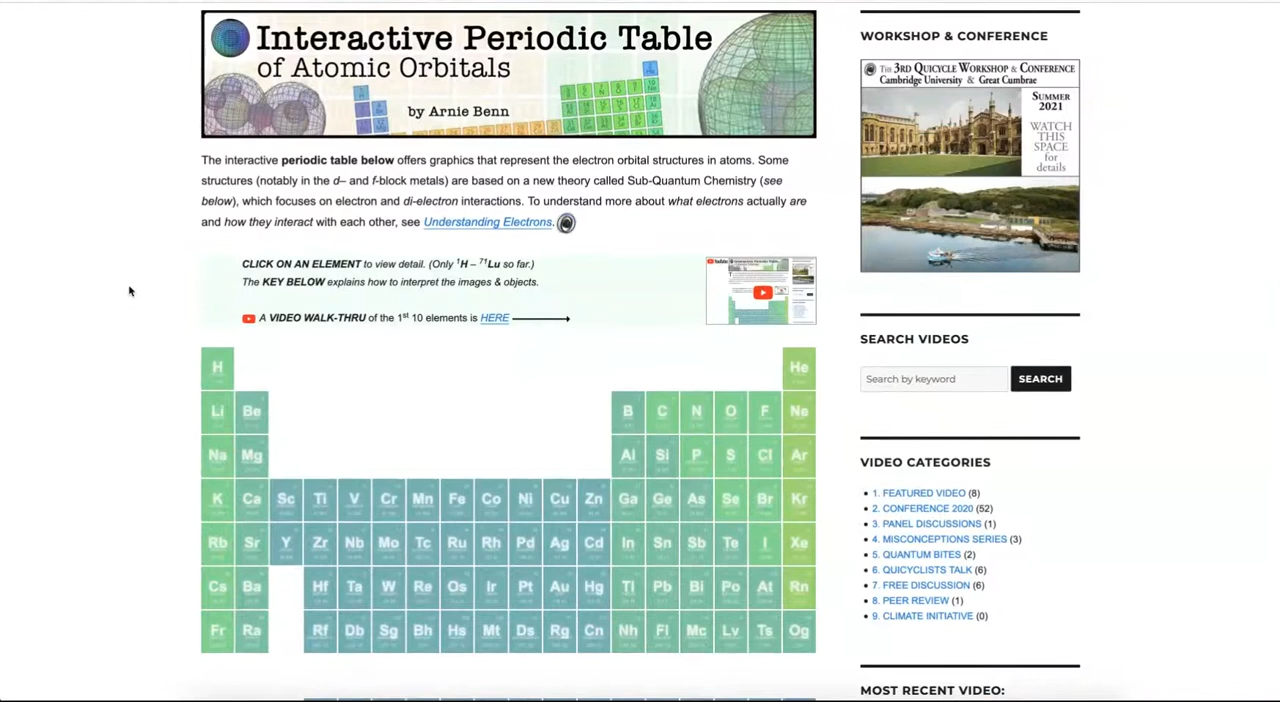 Interactive Periodic Table
of Atomic Orbitals
by Arnie Benn
The interactive periodic table below offers graphics that represent the electron orbital structures in atoms. Some
structures (notably in the d– and f-block metals) are based on a new theory called Sub-Quantum Chemistry (see
below), which focuses on electron and di-electron interactions. To understand more about what electrons actually are
and how they interact with each other, see Understanding Electrons.
CLICK ON AN ELEMENT to view detail. (Only ¹H – ⁷¹Lu so far.)
The KEY BELOW explains how to interpret the images & objects.
A VIDEO WALK-THRU of the 1st 10 elements is HERE
H He
Li Be B C N O F Ne
Na Mg Al Si P S Cl Ar
K Ca Sc Ti V Cr Mn Fe Co Ni Cu Zn Ga Ge As Se Br Kr
Rb Sr Y Zr Nb Mo Tc Ru Rh Pd Ag Cd In Sn Sb Te I Xe
Cs Ba Hf Ta W Re Os Ir Pt Au Hg Tl Pb Bi Po At Rn
Fr Ra Rf Db Sg Bh Hs Mt Ds Rg Cn Nh Fl Mc Lv Ts Og
WORKSHOP & CONFERENCE
THE 3RD QUICYCLE WORKSHOP & CONFERENCE
Cambridge University & Great Cumbrae
SUMMER
2021
WATCH
THIS
SPACE
for
details
SEARCH VIDEOS
Search by keyword
SEARCH
VIDEO CATEGORIES
1. FEATURED VIDEO (8)
2. CONFERENCE 2020 (52)
3. PANEL DISCUSSIONS (1)
4. MISCONCEPTIONS SERIES (3)
5. QUANTUM BITES (2)
6. QUICYCLISTS TALK (6)
7. FREE DISCUSSION (6)
8. PEER REVIEW (1)
9. CLIMATE INITIATIVE (0)
MOST RECENT VIDEO: